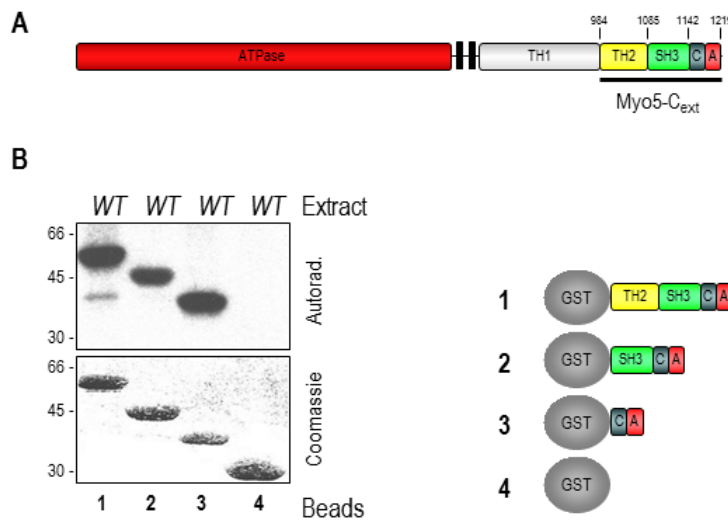 A
984 1085 1142 1219
ATPase TH1 TH2 SH3 C A
Myo5-Cext
B
WT WT WT WT Extract
66 -
45 -
30 -
Autorad.
66 -
45 -
30 -
Coomassie
1 2 3 4 Beads
1 GST TH2 SH3 C A
2 GST SH3 C A
3 GST C A
4 GST